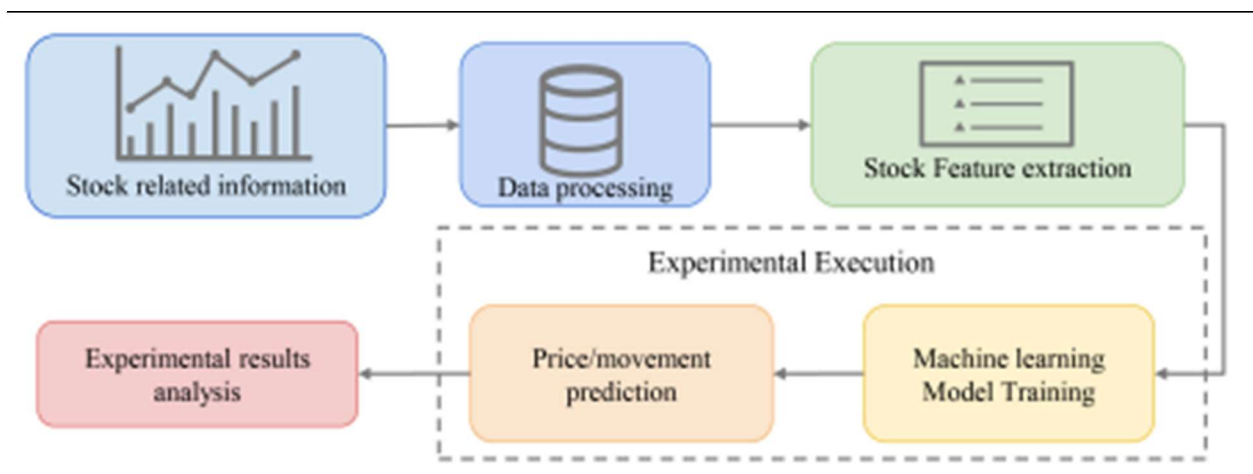 Stock related information
Data processing
Stock Feature extraction
Experimental Execution
Experimental results
analysis
Price/movement
prediction
Machine learning
Model Training